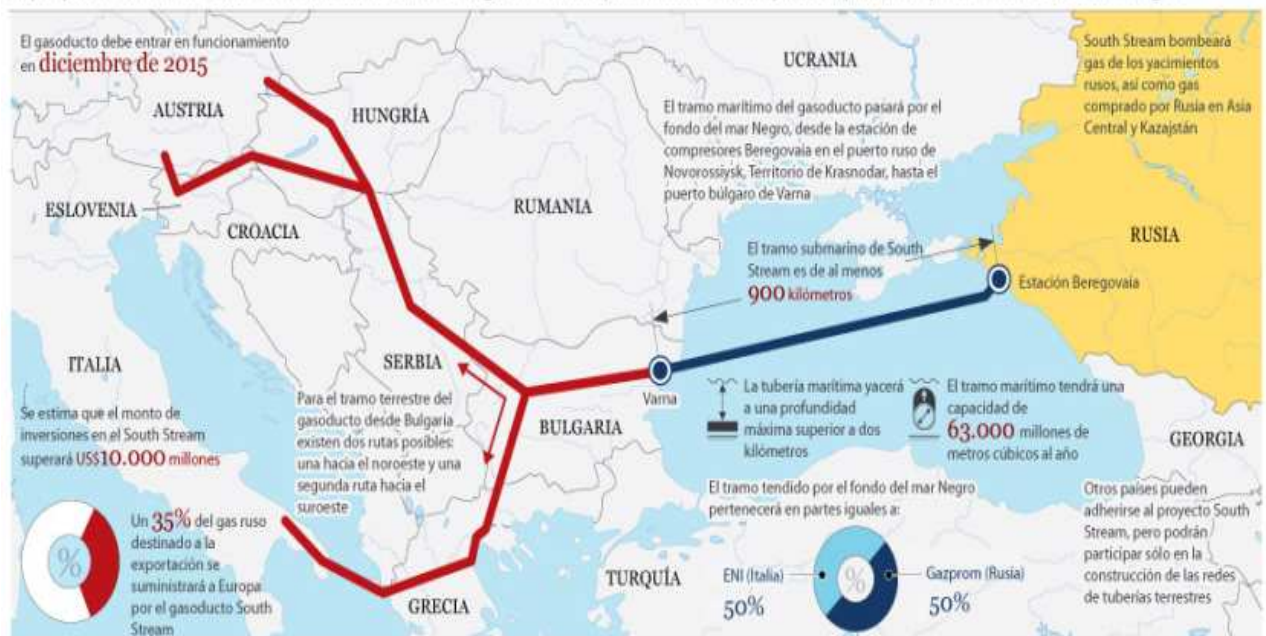 El gasoducto debe entrar en funcionamiento
en diciembre de 2015
AUSTRIA
HUNGRÍA
ESLOVENIA
CROACIA
RUMANIA
UCRANIA
El tramo marítimo del gasoducto pasará por el
fondo del mar Negro, desde la estación de
compresores Beregovaia en el puerto ruso de
Novorossiysk, Territorio de Krasnodar, hasta el
puerto búlgaro de Varna
South Stream bombeará
gas de los yacimientos
rusos, así como gas
comprado por Rusia en Asia
Central y Kazajstán
RUSIA
El tramo submarino de South
Stream es de al menos
900 kilómetros
Estación Beregovaia
ITALIA
SERBIA
Varna
BULGARIA
Se estima que el monto de
inversiones en el South Stream
superará US$10.000 millones
Para el tramo terrestre del
gasoducto desde Bulgaria
existen dos rutas posibles:
una hacia el noroeste y una
segunda ruta hacia el
suroeste
La tubería marítima yacerá
a una profundidad
máxima superior a dos
kilómetros
El tramo marítimo tendrá una
capacidad de
63.000 millones de
metros cúbicos al año
GEORGIA
%
Un 35% del gas ruso
destinado a la
exportación se
suministrará a Europa
por el gasoducto South
Stream
GRECIA
TURQUÍA
El tramo tendido por el fondo del mar Negro
pertenecerá en partes iguales a:
ENI (Italia)
50%
%
Gazprom (Rusia)
50%
Otros países pueden
adherirse al proyecto South
Stream, pero podrán
participar sólo en la
construcción de las redes
de tuberías terrestres